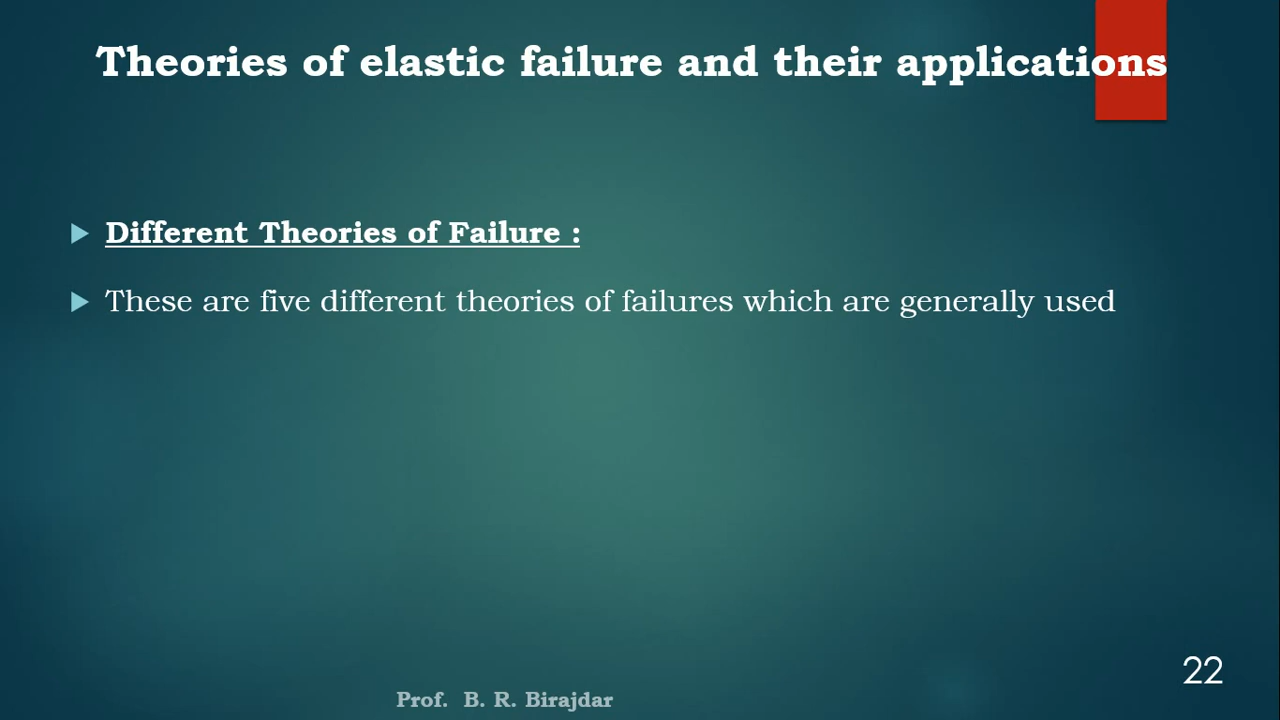 Theories of elastic failure and their applications
Different Theories of Failure :
These are five different theories of failures which are generally used
22
Prof. B. R. Birajdar